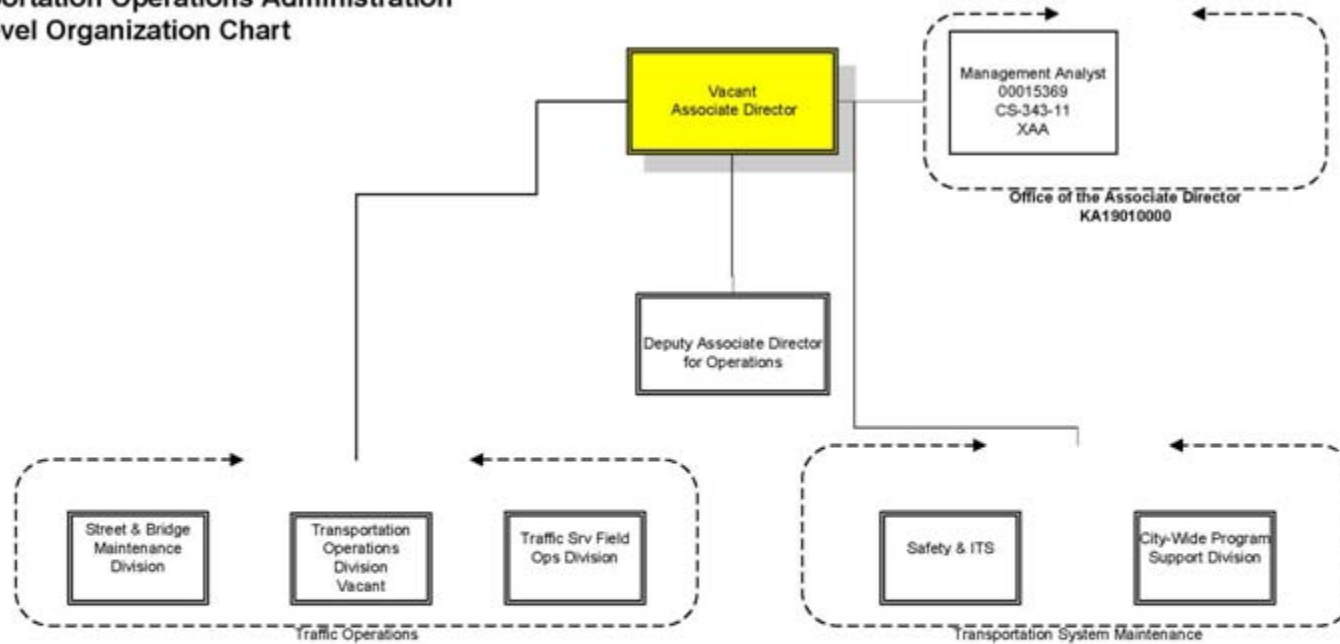 Operations Administration
Organization Chart
Vacant
Associate Director
Management Analyst
00015369
CS-343-11
XAA
Office of the Associate Director
KA19010000
Deputy Associate Director
for Operations
Street & Bridge
Maintenance
Division
Transportation
Operations
Division
Vacant
Traffic Srv Field
Ops Division
Safety & ITS
City-Wide Program
Support Division
Traffic Operations
Transportation System Maintenance